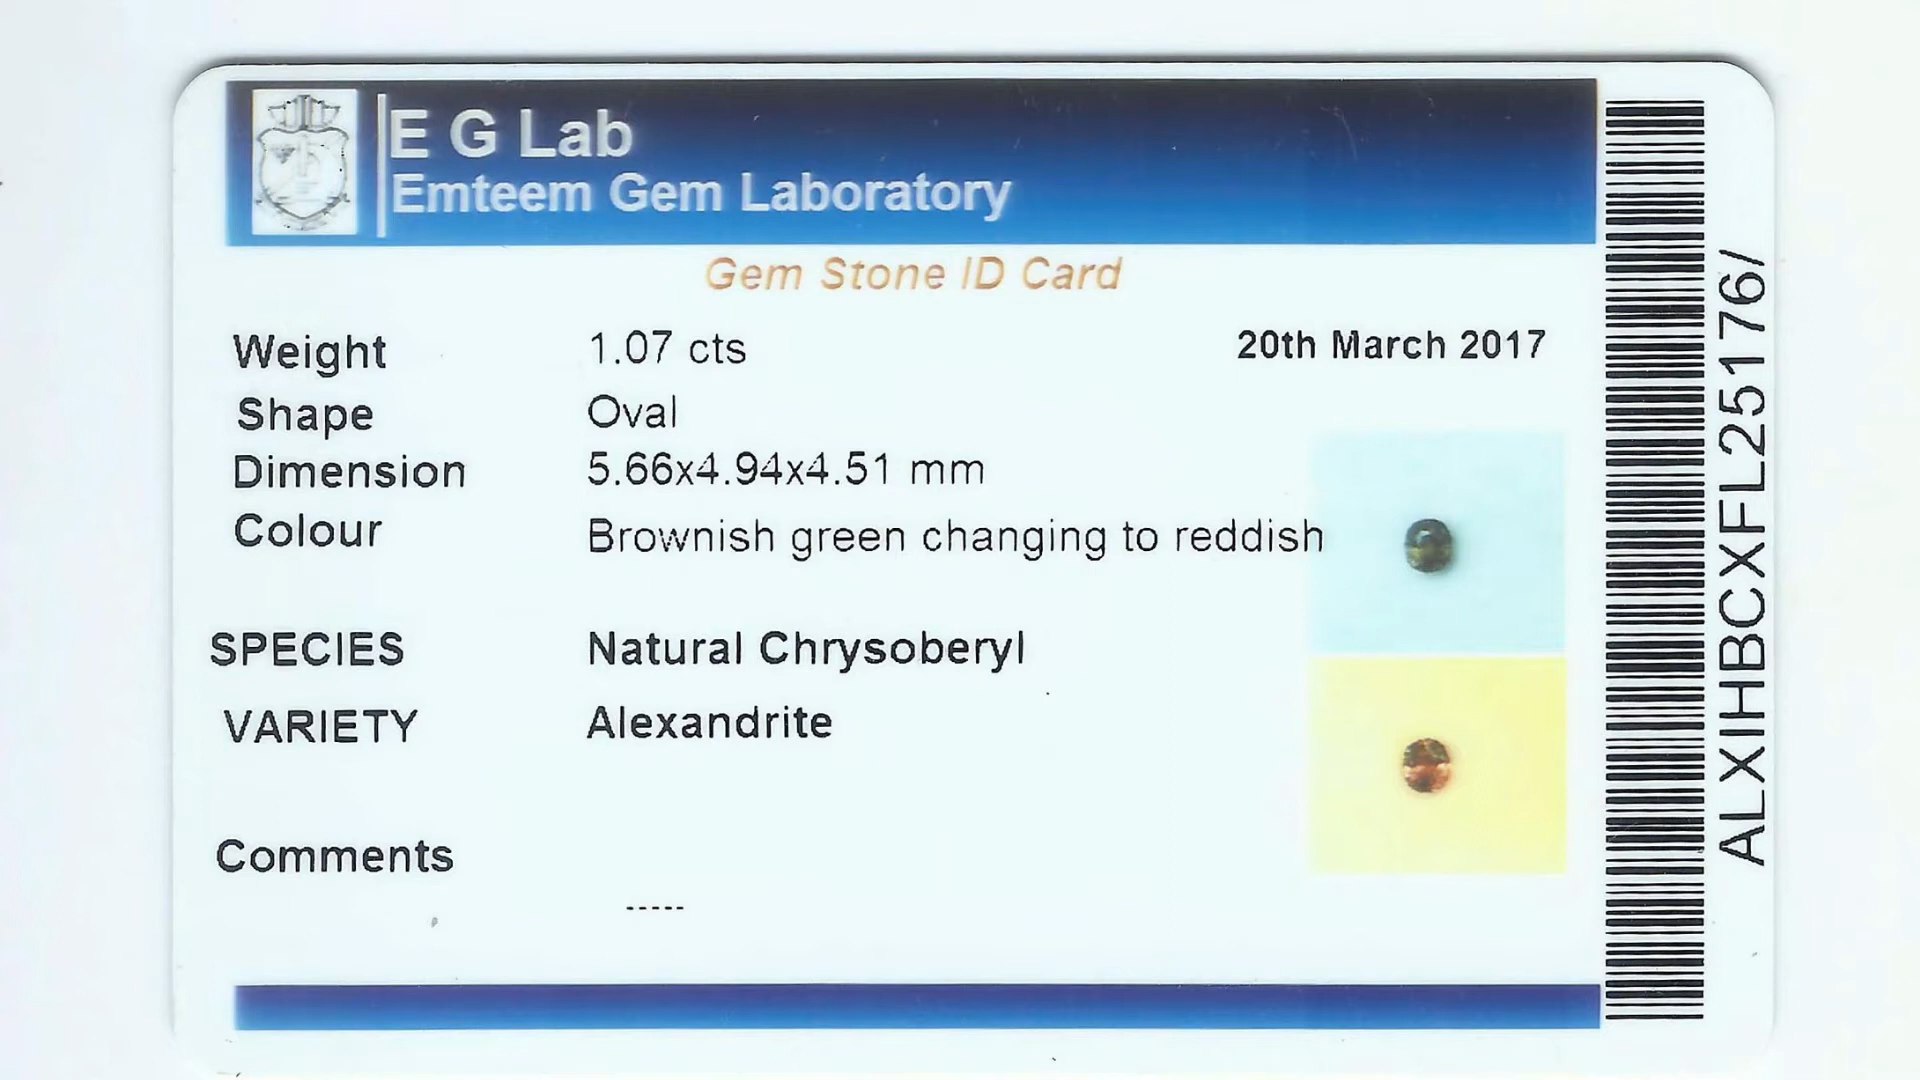 E G Lab
Emteem Gem Laboratory
Gem Stone ID Card
Weight 1.07 cts
20th March 2017
Shape Oval
Dimension 5.66x4.94x4.51 mm
Colour Brownish green changing to reddish
SPECIES Natural Chrysoberyl
VARIETY Alexandrite
Comments
-----
ALXIHBCXFL25176/